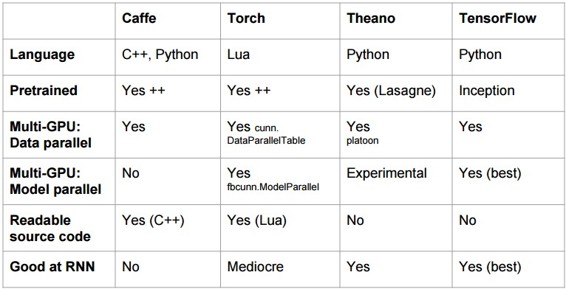 Caffe Torch Theano TensorFlow
Language C++, Python Lua Python Python
Pretrained Yes ++ Yes ++ Yes (Lasagne) Inception
Multi-GPU: Yes Yes cunn. Yes Yes
Data parallel DataParallelTable platoon
Multi-GPU: No Yes Experimental Yes (best)
Model parallel fbcunn.ModelParallel
Readable Yes (C++) Yes (Lua) No No
source code
Good at RNN No Mediocre Yes Yes (best)